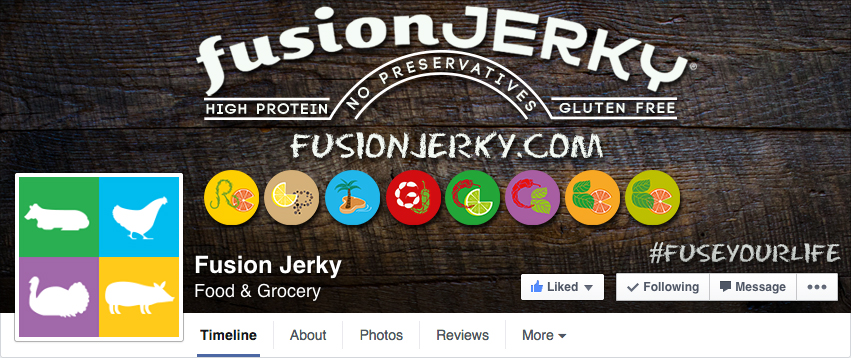 fusionJERKY®
NO PRESERVATIVES
HIGH PROTEIN
GLUTEN FREE
FUSIONJERKY.COM
#FUSEYOURLIFE
Fusion Jerky
Food & Grocery
Liked
Following
Message
Timeline
About
Photos
Reviews
More